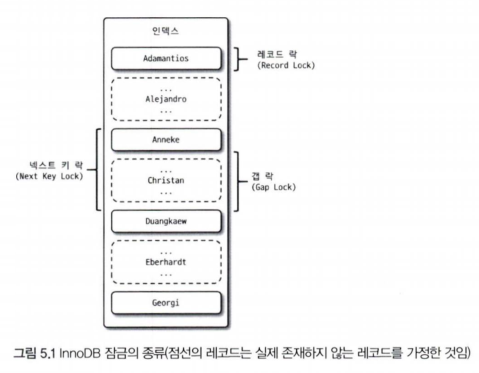 인덱스
Adamantios
레코드 락
(Record Lock)
...
Alejandro
...
Anneke
넥스트 키 락
(Next Key Lock)
...
Christan
...
갭 락
(Gap Lock)
Duangkaew
...
Eberhardt
...
Georgi
그림 5.1 InnoDB 잠금의 종류(점선의 레코드는 실제 존재하지 않는 레코드를 가정한 것임)